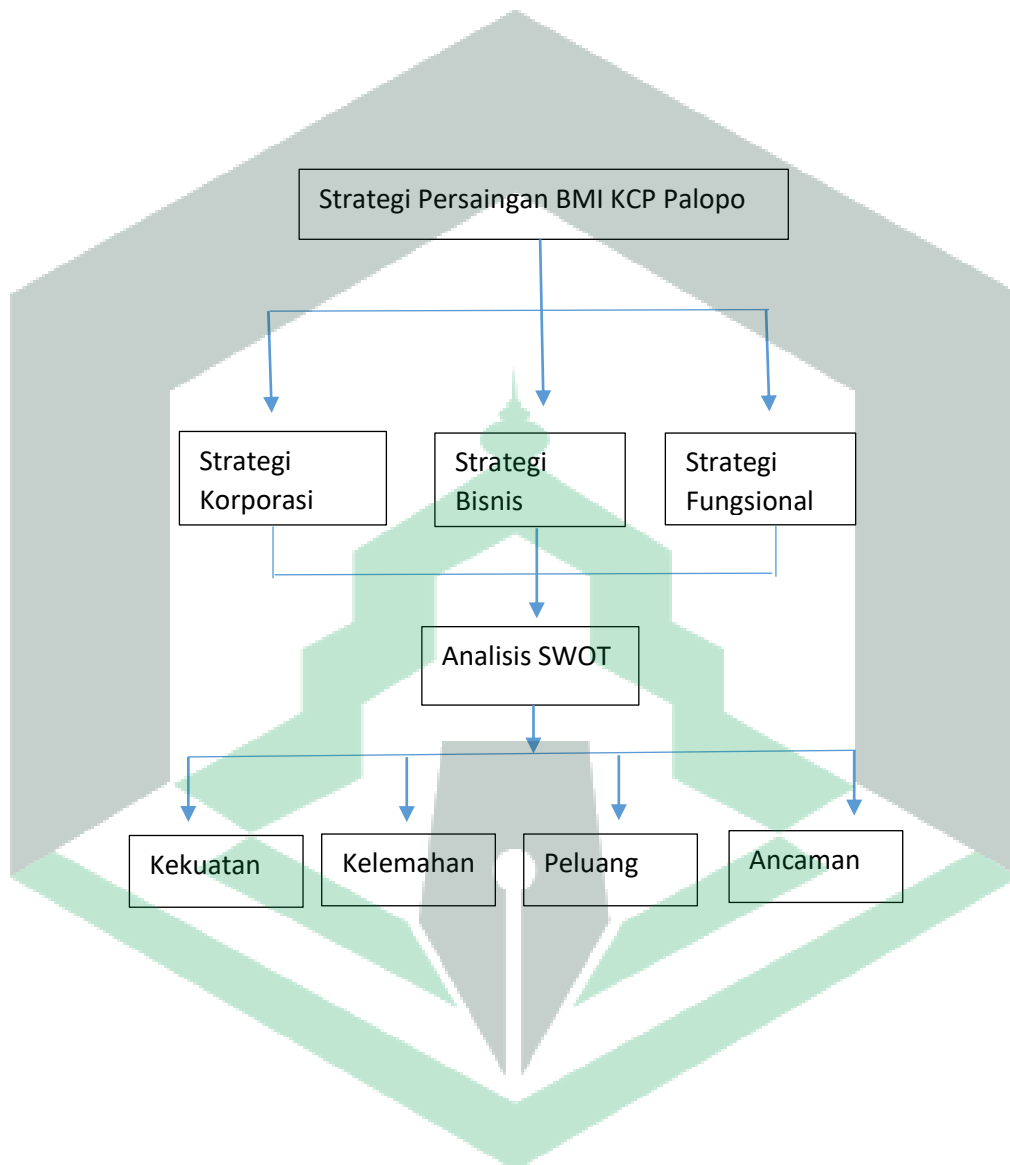 Strategi Persaingan BMI KCP Palopo
Strategi
Korporasi
Strategi
Bisnis
Strategi
Fungsional
Analisis SWOT
Kekuatan
Kelemahan
Peluang
Ancaman